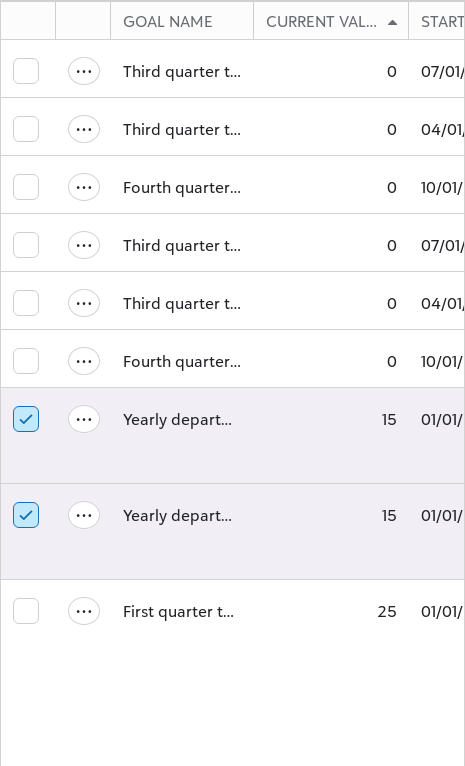 GOAL NAME CURRENT VAL... START
Third quarter t... 0 07/01/
Third quarter t... 0 04/01/
Fourth quarter... 0 10/01/
Third quarter t... 0 07/01/
Third quarter t... 0 04/01/
Fourth quarter... 0 10/01/
Yearly depart... 15 01/01/
Yearly depart... 15 01/01/
First quarter t... 25 01/01/